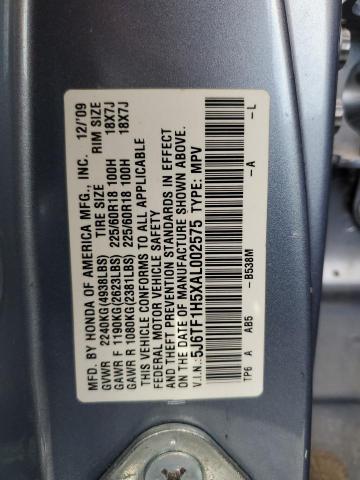 MFD. BY HONDA OF AMERICA MFG., INC. 12/'09
TIRE SIZE RIM SIZE
GVWR 2240KG(4938LBS)
GAWR F 1190KG(2623LBS) 225/60R18 100H 18X7J
GAWR R 1080KG(2381LBS) 225/60R18 100H 18X7J
THIS VEHICLE CONFORMS TO ALL APPLICABLE
FEDERAL MOTOR VEHICLE SAFETY
AND THEFT PREVENTION STANDARDS IN EFFECT
ON THE DATE OF MANUFACTURE SHOWN ABOVE.
V.I.N.: 5J6TF1H5XAL002575 TYPE: MPV
TP6 A AB5 -B538M -A -L